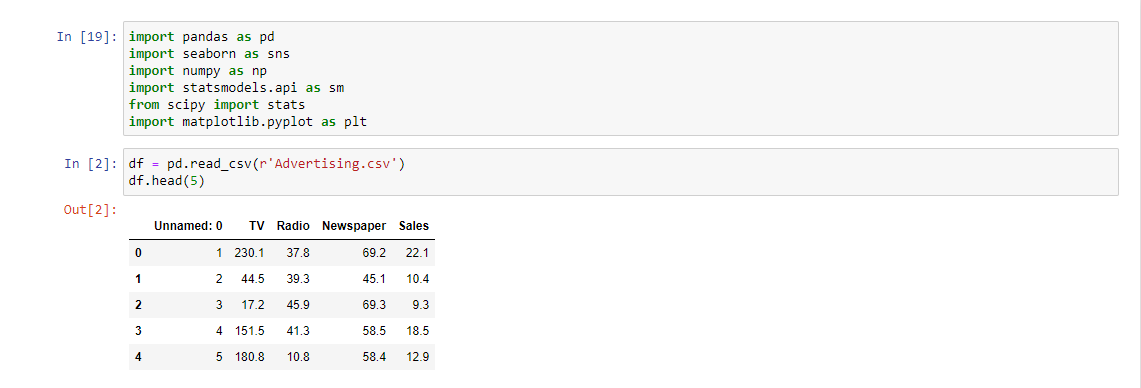 In [19]: import pandas as pd
import seaborn as sns
import numpy as np
import statsmodels.api as sm
from scipy import stats
import matplotlib.pyplot as plt
In [2]: df = pd.read_csv(r'Advertising.csv')
df.head(5)
Out[2]:
Unnamed: 0 TV Radio Newspaper Sales
0 1 230.1 37.8 69.2 22.1
1 2 44.5 39.3 45.1 10.4
2 3 17.2 45.9 69.3 9.3
3 4 151.5 41.3 58.5 18.5
4 5 180.8 10.8 58.4 12.9